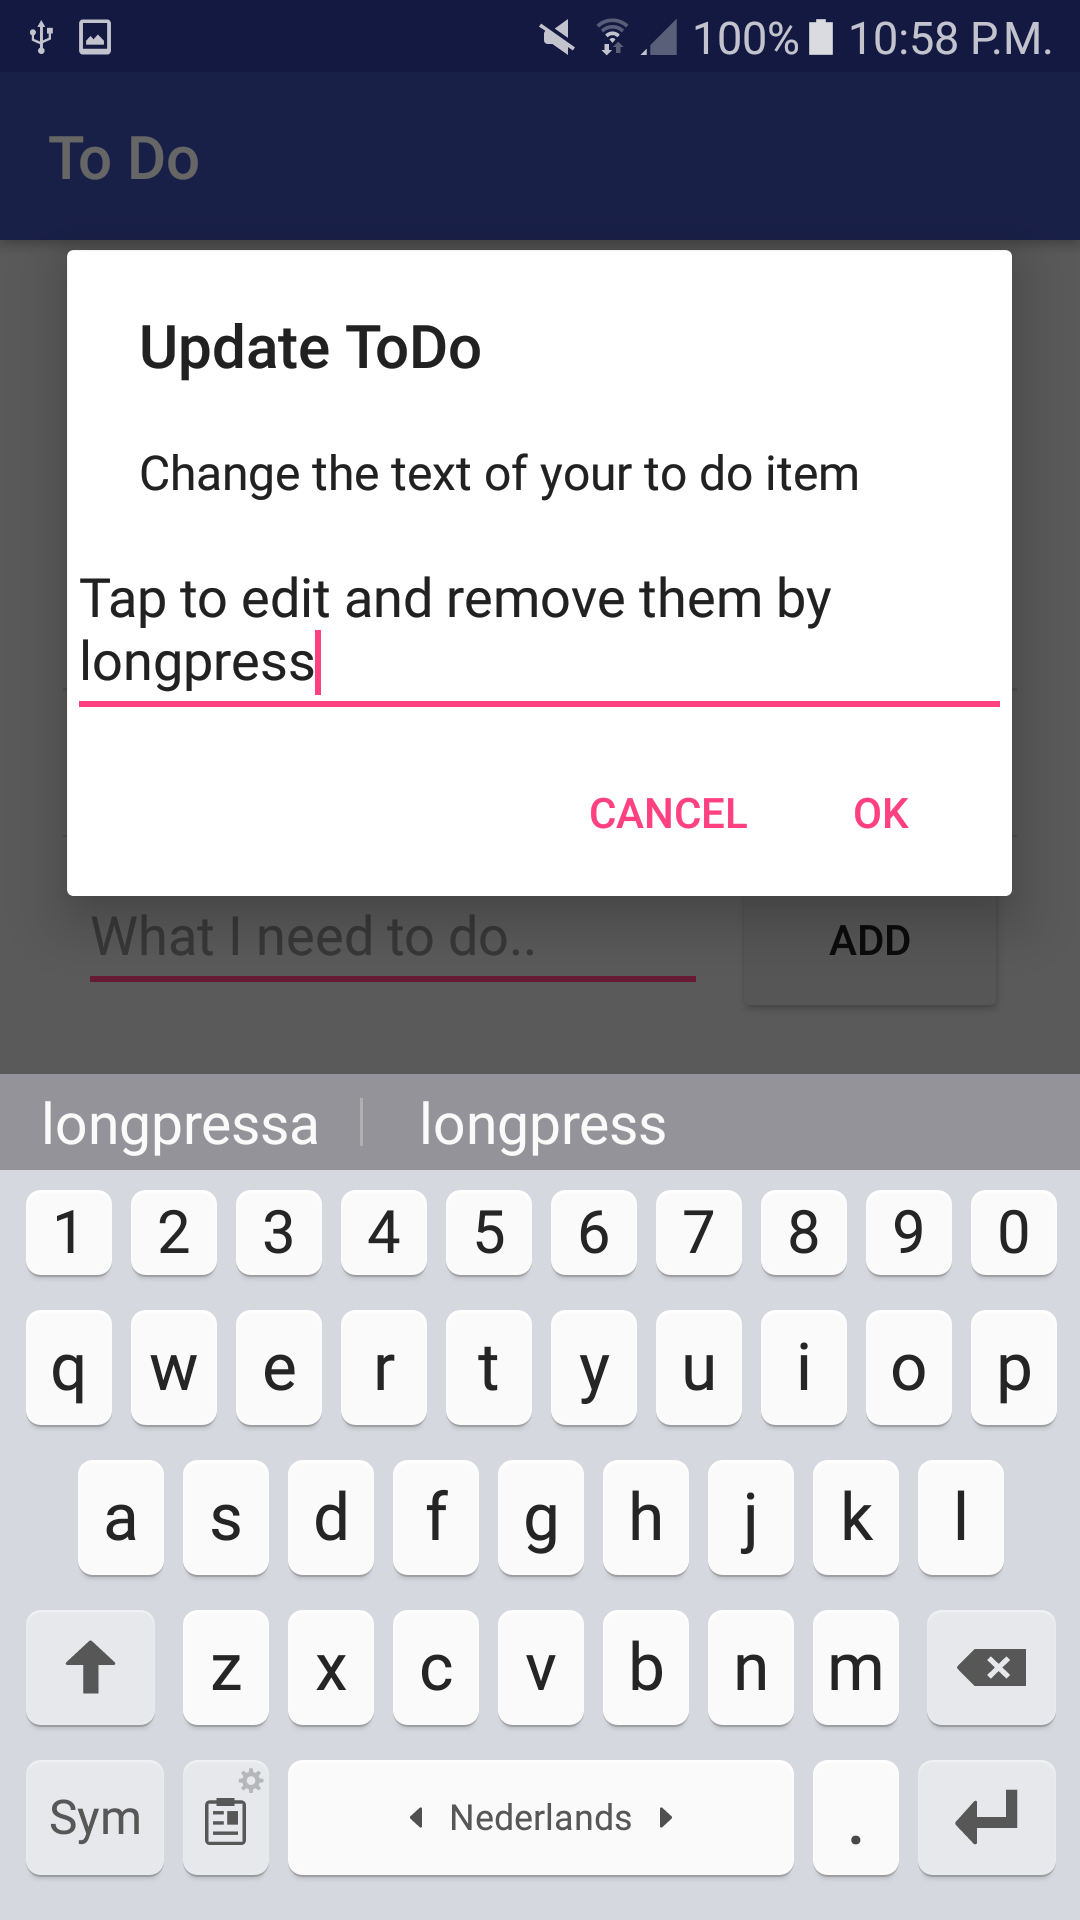 100% 10:58 P.M.
To Do
Update ToDo
Change the text of your to do item
Tap to edit and remove them by
longpress
CANCEL OK
What I need to do.. ADD
longpressa longpress
1 2 3 4 5 6 7 8 9 0
q w e r t y u i o p
a s d f g h j k l
z x c v b n m
Sym Nederlands .